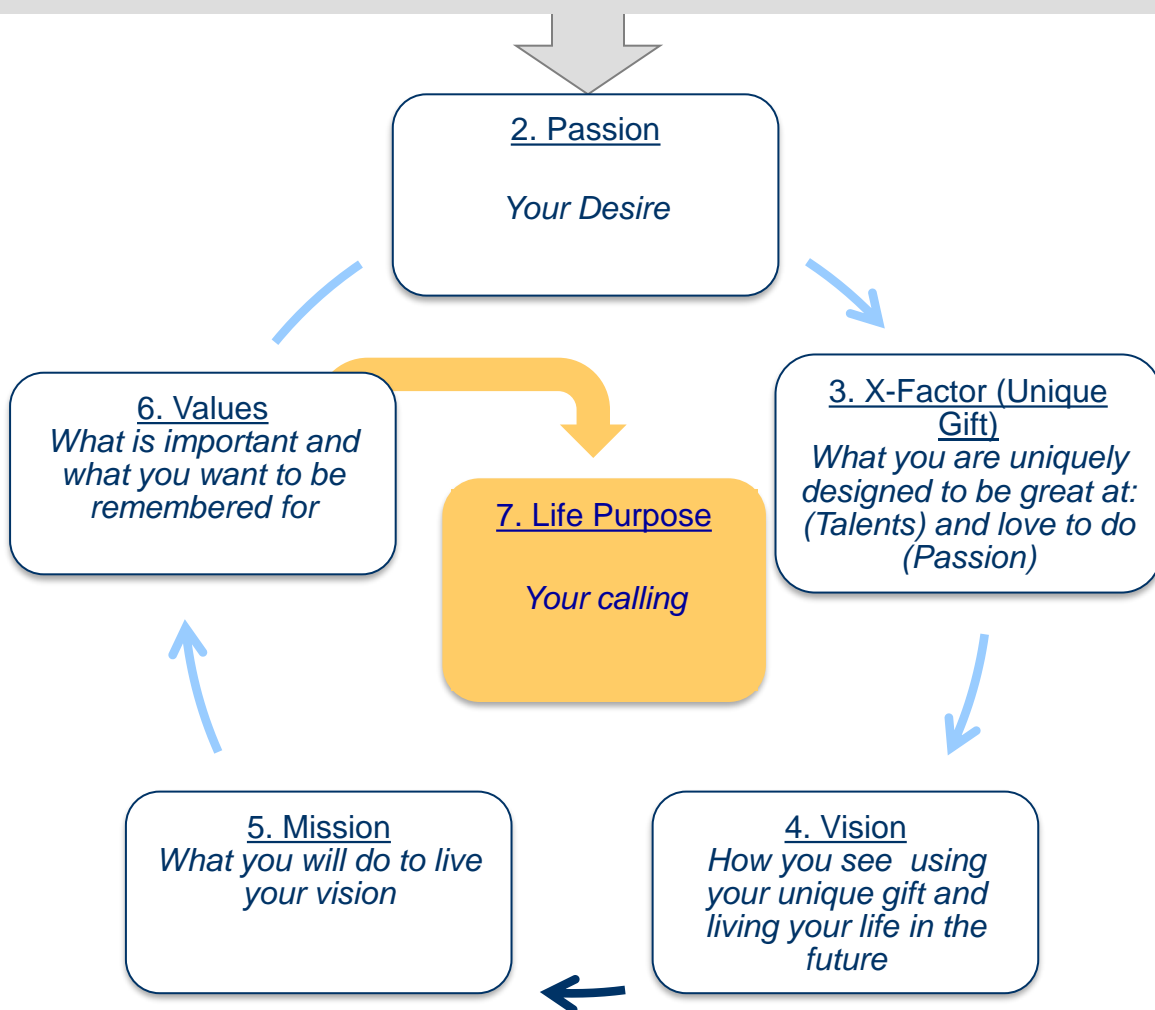 2. Passion
Your Desire
3. X-Factor (Unique
Gift)
What you are uniquely
designed to be great at:
(Talents) and love to do
(Passion)
4. Vision
How you see  using
your unique gift and
living your life in the
future
5. Mission
What you will do to live
your vision
6. Values
What is important and
what you want to be
remembered for
7. Life Purpose
Your calling